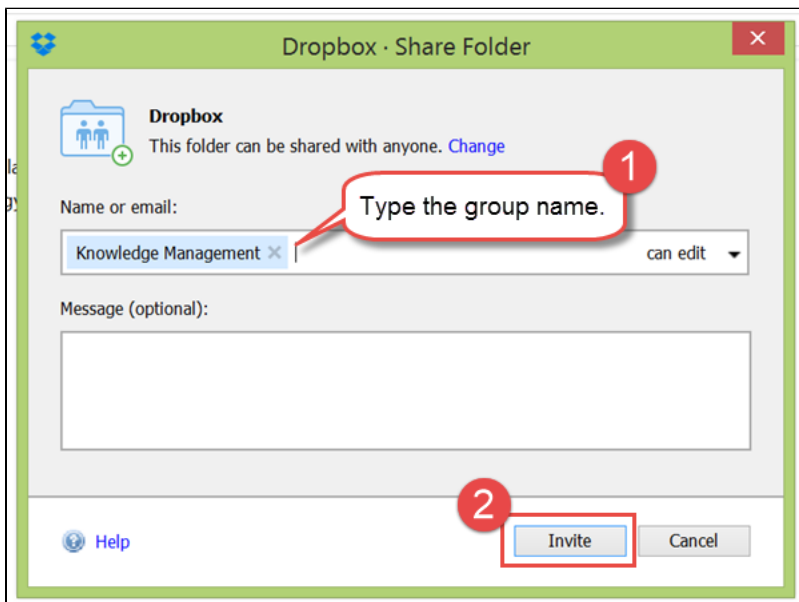 Dropbox · Share Folder
Dropbox
This folder can be shared with anyone. Change
1
Type the group name.
Name or email:
Knowledge Management
can edit
Message (optional):
2
Help
Invite
Cancel